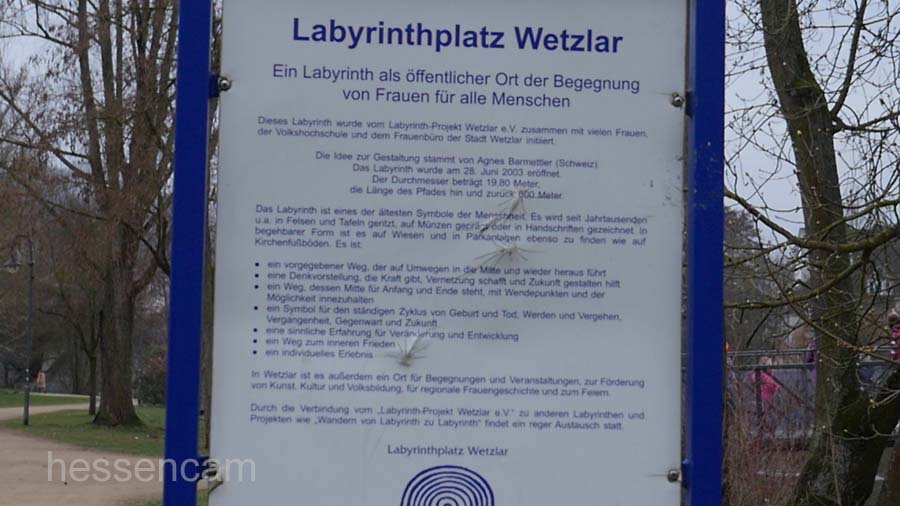 Labyrinthplatz Wetzlar
Ein Labyrinth als öffentlicher Ort der Begegnung
von Frauen für alle Menschen
Dieses Labyrinth wurde vom Labyrinth-Projekt Wetzlar e.V. zusammen mit vielen Frauen,
der Volkshochschule und dem Frauenbüro der Stadt Wetzlar initiiert.
Die Idee zur Gestaltung stammt von Agnes Barmettler (Schweiz).
Das Labyrinth wurde am 28. Juni 2003 eröffnet.
Der Durchmesser beträgt 19,80 Meter,
die Länge des Pfades hin und zurück 800 Meter.
Das Labyrinth ist eines der ältesten Symbole der Menschheit. Es wird seit Jahrtausenden
u.a. in Felsen und Tafeln geritzt, auf Münzen geprägt oder in Handschriften gezeichnet. In
begehbarer Form ist es auf Wiesen und in Parkanlagen ebenso zu finden wie auf
Kirchenfußböden. Es ist:
• ein vorgegebener Weg, der auf Umwegen in die Mitte und wieder heraus führt
• eine Denkvorstellung, die Kraft gibt, Vernetzung schafft und Zukunft gestalten hilft
• ein Weg, dessen Mitte für Anfang und Ende steht, mit Wendepunkten und der
Möglichkeit innezuhalten
• ein Symbol für den ständigen Zyklus von Geburt und Tod, Werden und Vergehen,
Vergangenheit, Gegenwart und Zukunft
• eine sinnliche Erfahrung für Veränderung und Entwicklung
• ein Weg zum inneren Frieden
• ein individuelles Erlebnis
In Wetzlar ist es außerdem ein Ort für Begegnungen und Veranstaltungen, zur Förderung
von Kunst, Kultur und Volksbildung, für regionale Frauengeschichte und zum Feiern.
Durch die Verbindung vom „Labyrinth-Projekt Wetzlar e.V.“ zu anderen Labyrinthen und
Projekten wie „Wandern von Labyrinth zu Labyrinth“ findet ein reger Austausch statt.
Labyrinthplatz Wetzlar
hessencam